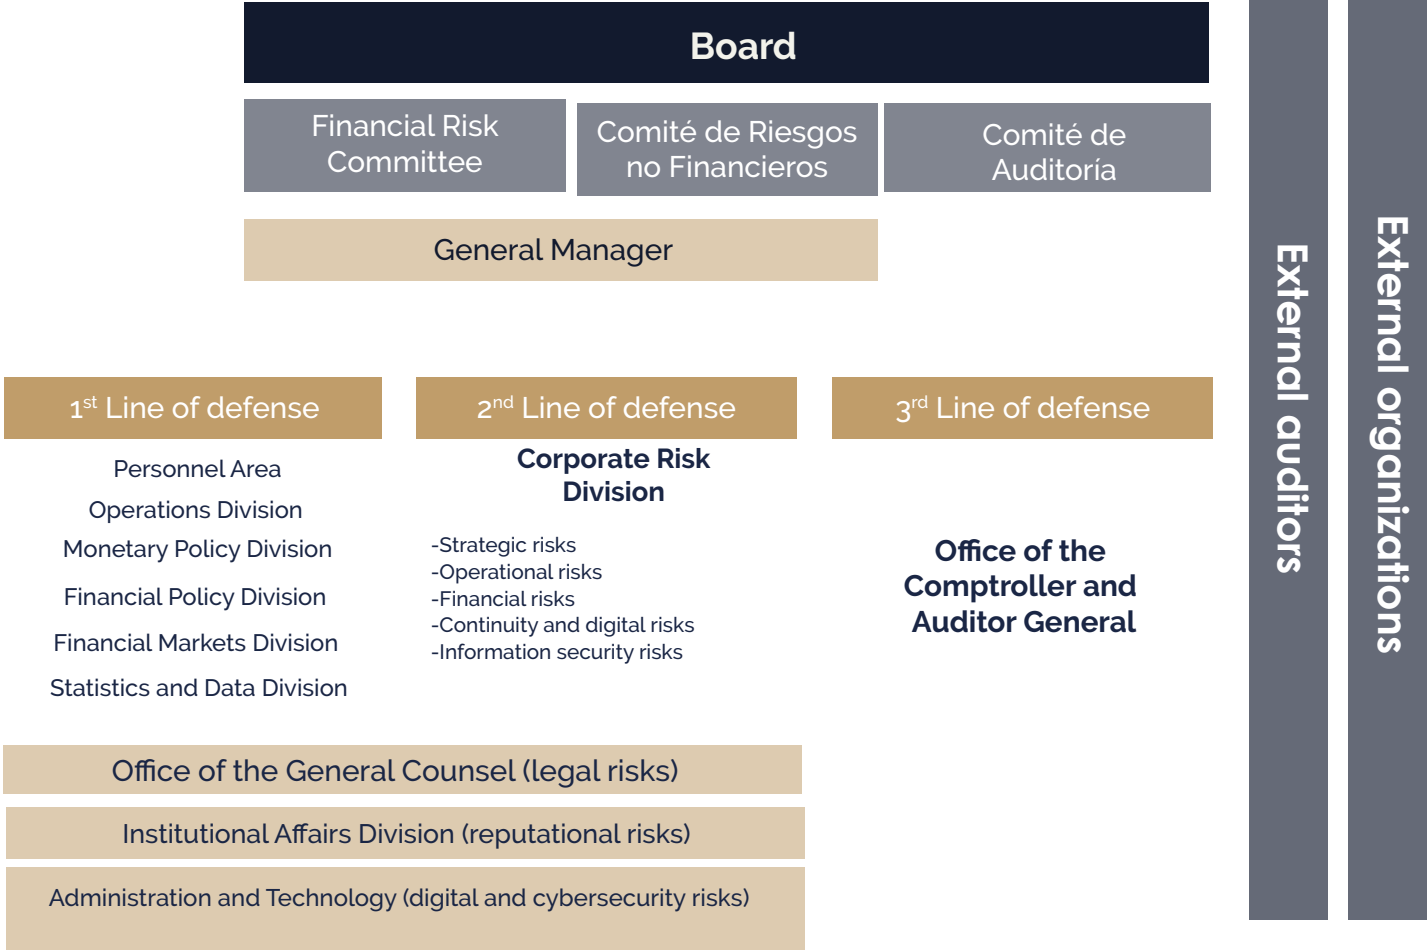 Board
Financial Risk
Committee
Comité de Riesgos
no Financieros
Comité de
Auditoría
General Manager
1st Line of defense
Personnel Area
Operations Division
Monetary Policy Division
Financial Policy Division
Financial Markets Division
Statistics and Data Division
2nd Line of defense
Corporate Risk
Division
-Strategic risks
-Operational risks
-Financial risks
-Continuity and digital risks
-Information security risks
3rd Line of defense
Office of the
Comptroller and
Auditor General
Office of the General Counsel (legal risks)
Institutional Affairs Division (reputational risks)
Administration and Technology (digital and cybersecurity risks)
External auditors
External organizations